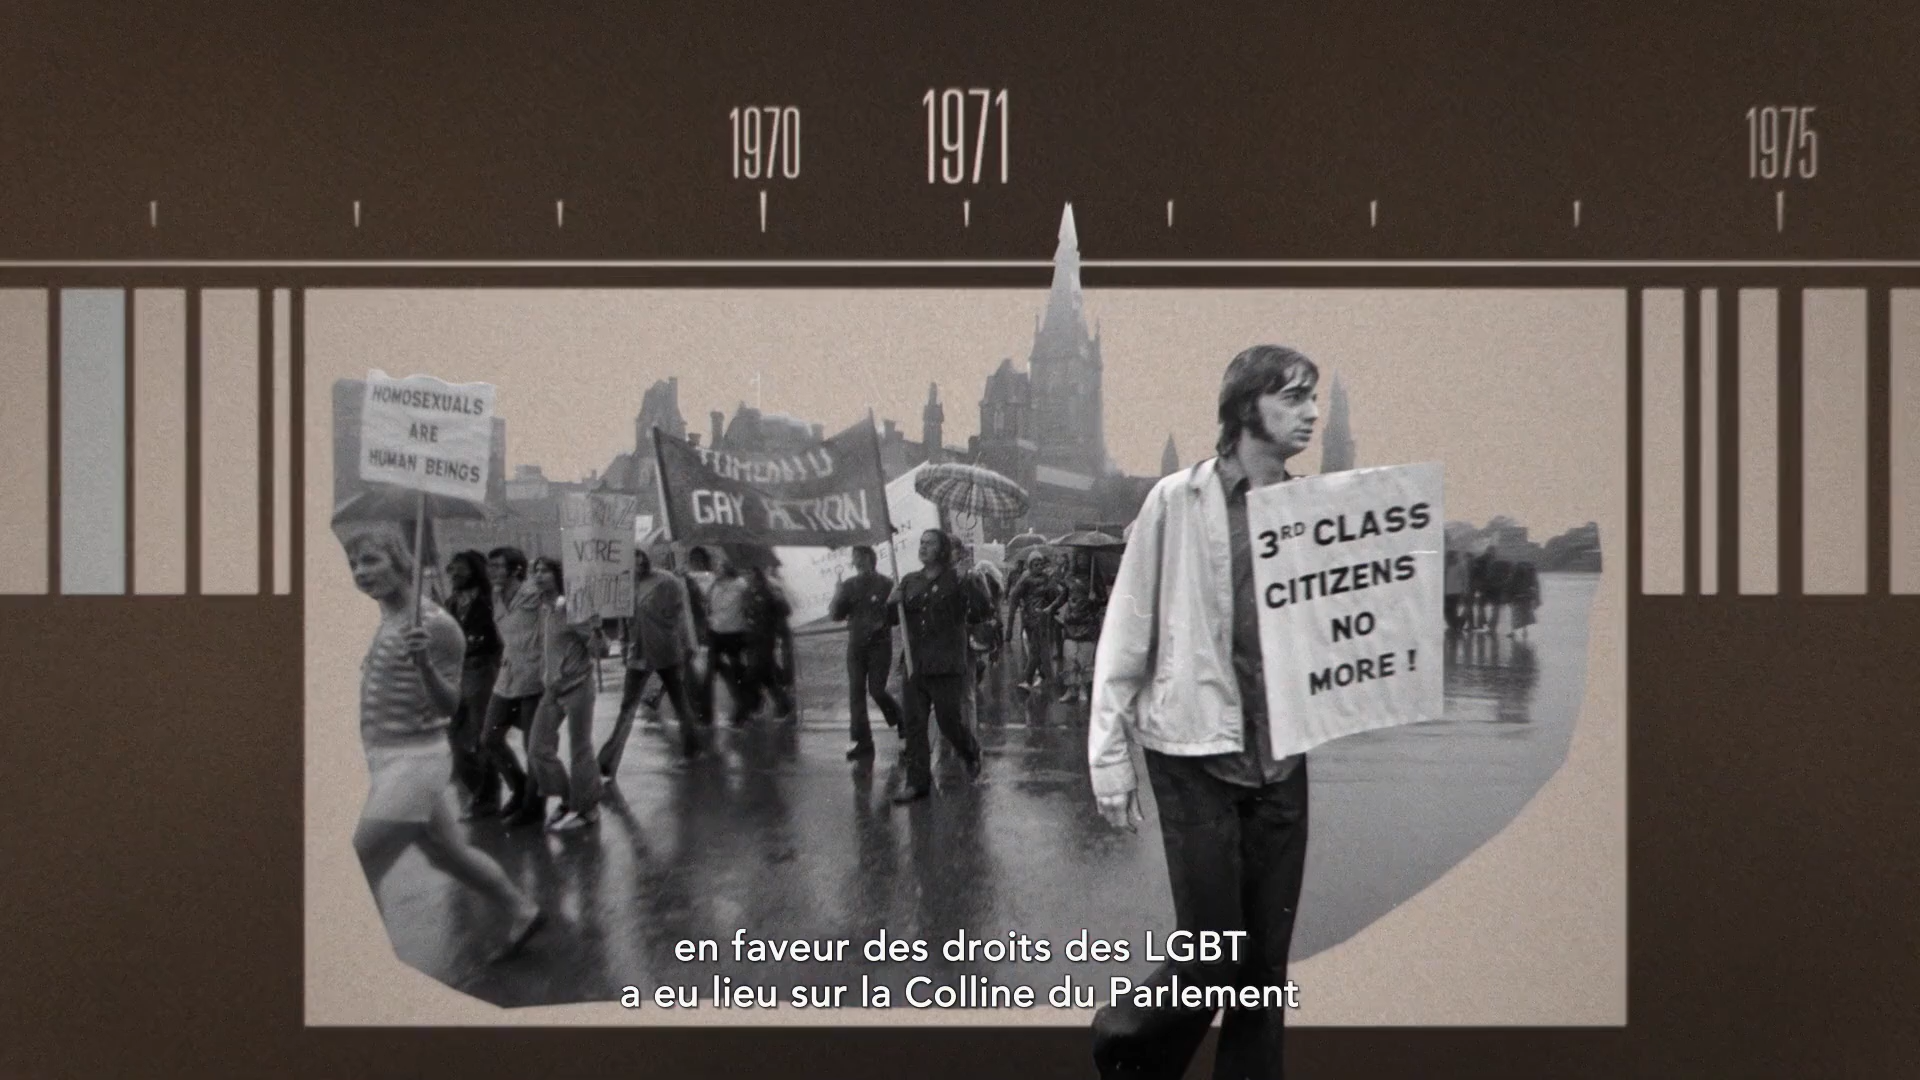 1970
1971
1975
HOMOSEXUALS
ARE
HUMAN BEINGS
GAY ACTION
3RD CLASS
CITIZENS
NO
MORE !
en faveur des droits des LGBT
a eu lieu sur la Colline du Parlement